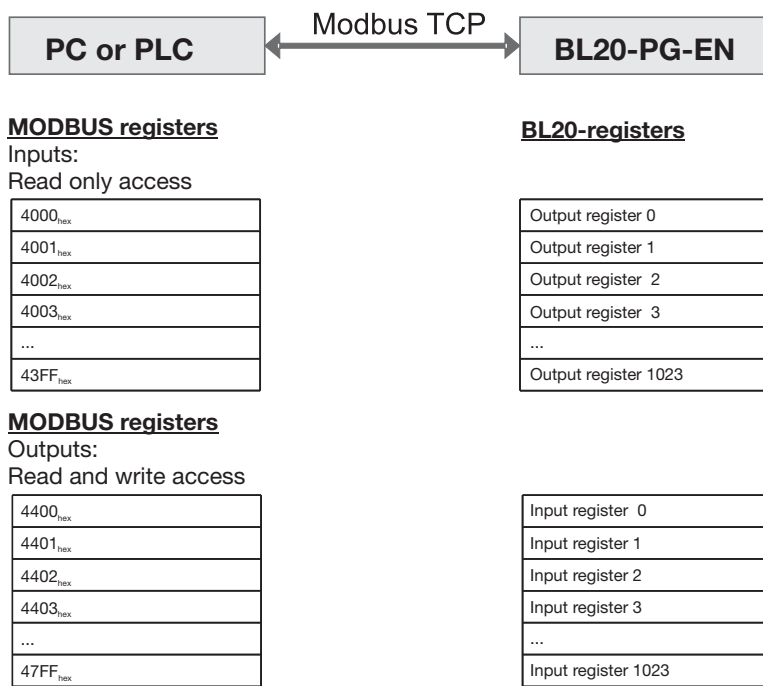 Modbus TCP
PC or PLC
BL20-PG-EN
MODBUS registers
BL20-registers
Inputs:
Read only access
4000hex
Output register 0
4001hex
Output register 1
4002hex
Output register 2
4003hex
Output register 3
...
...
43FFhex
Output register 1023
MODBUS registers
Outputs:
Read and write access
4400hex
Input register 0
4401hex
Input register 1
4402hex
Input register 2
4403hex
Input register 3
...
...
47FFhex
Input register 1023